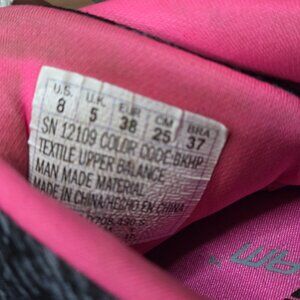 U.S. U.K. EUR CM BRA
8 5 38 25 37
SN 12109 COLOR CODE:BKHP
TEXTILE UPPER BALANCE
MAN MADE MATERIAL
MADE IN CHINA/HECHO EN CHINA